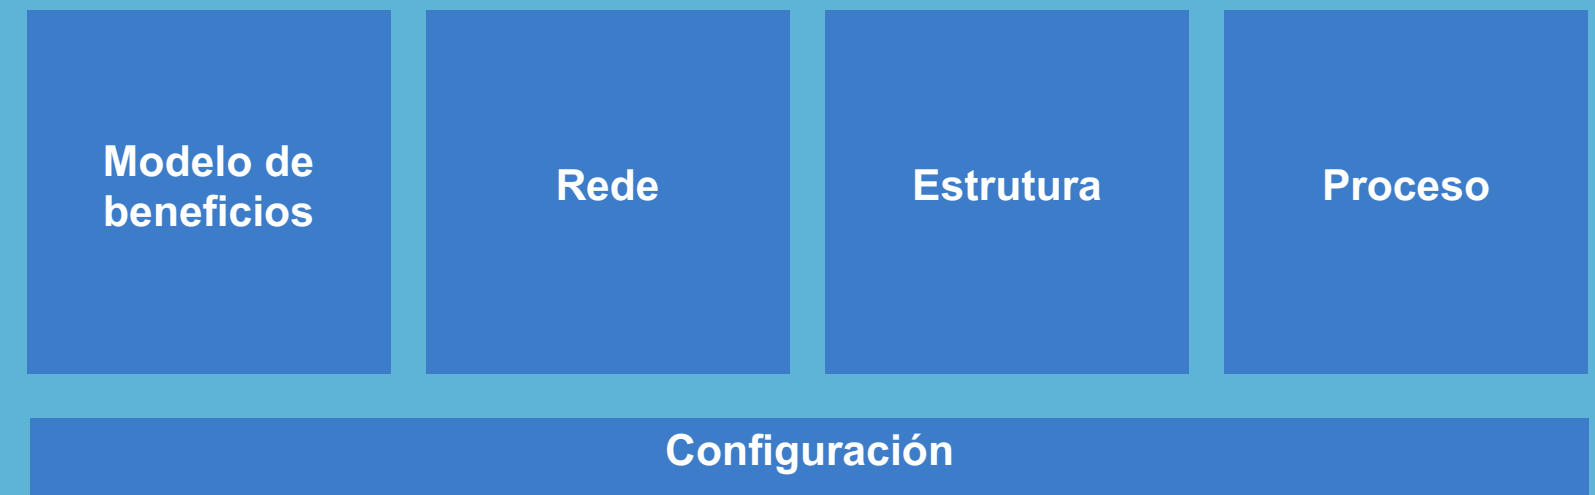 Modelo de
beneficios
Rede
Estrutura
Proceso
Configuración